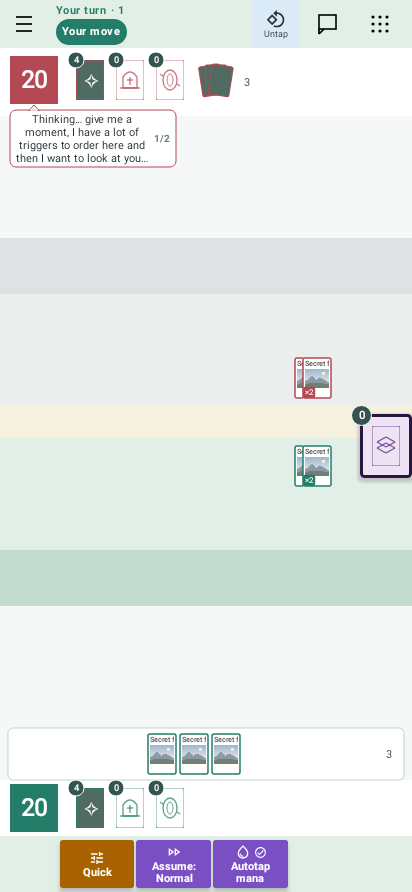 Your turn · 1
Your move
Untap
20
4
0
0
3
Thinking... give me a
moment, I have a lot of
triggers to order here and
then I want to look at you...
1/2
Secret f
×2
0
Secret f
×2
Secret f
Secret f
Secret f
3
20
4
0
0
Quick
Assume:
Normal
Autotap
mana